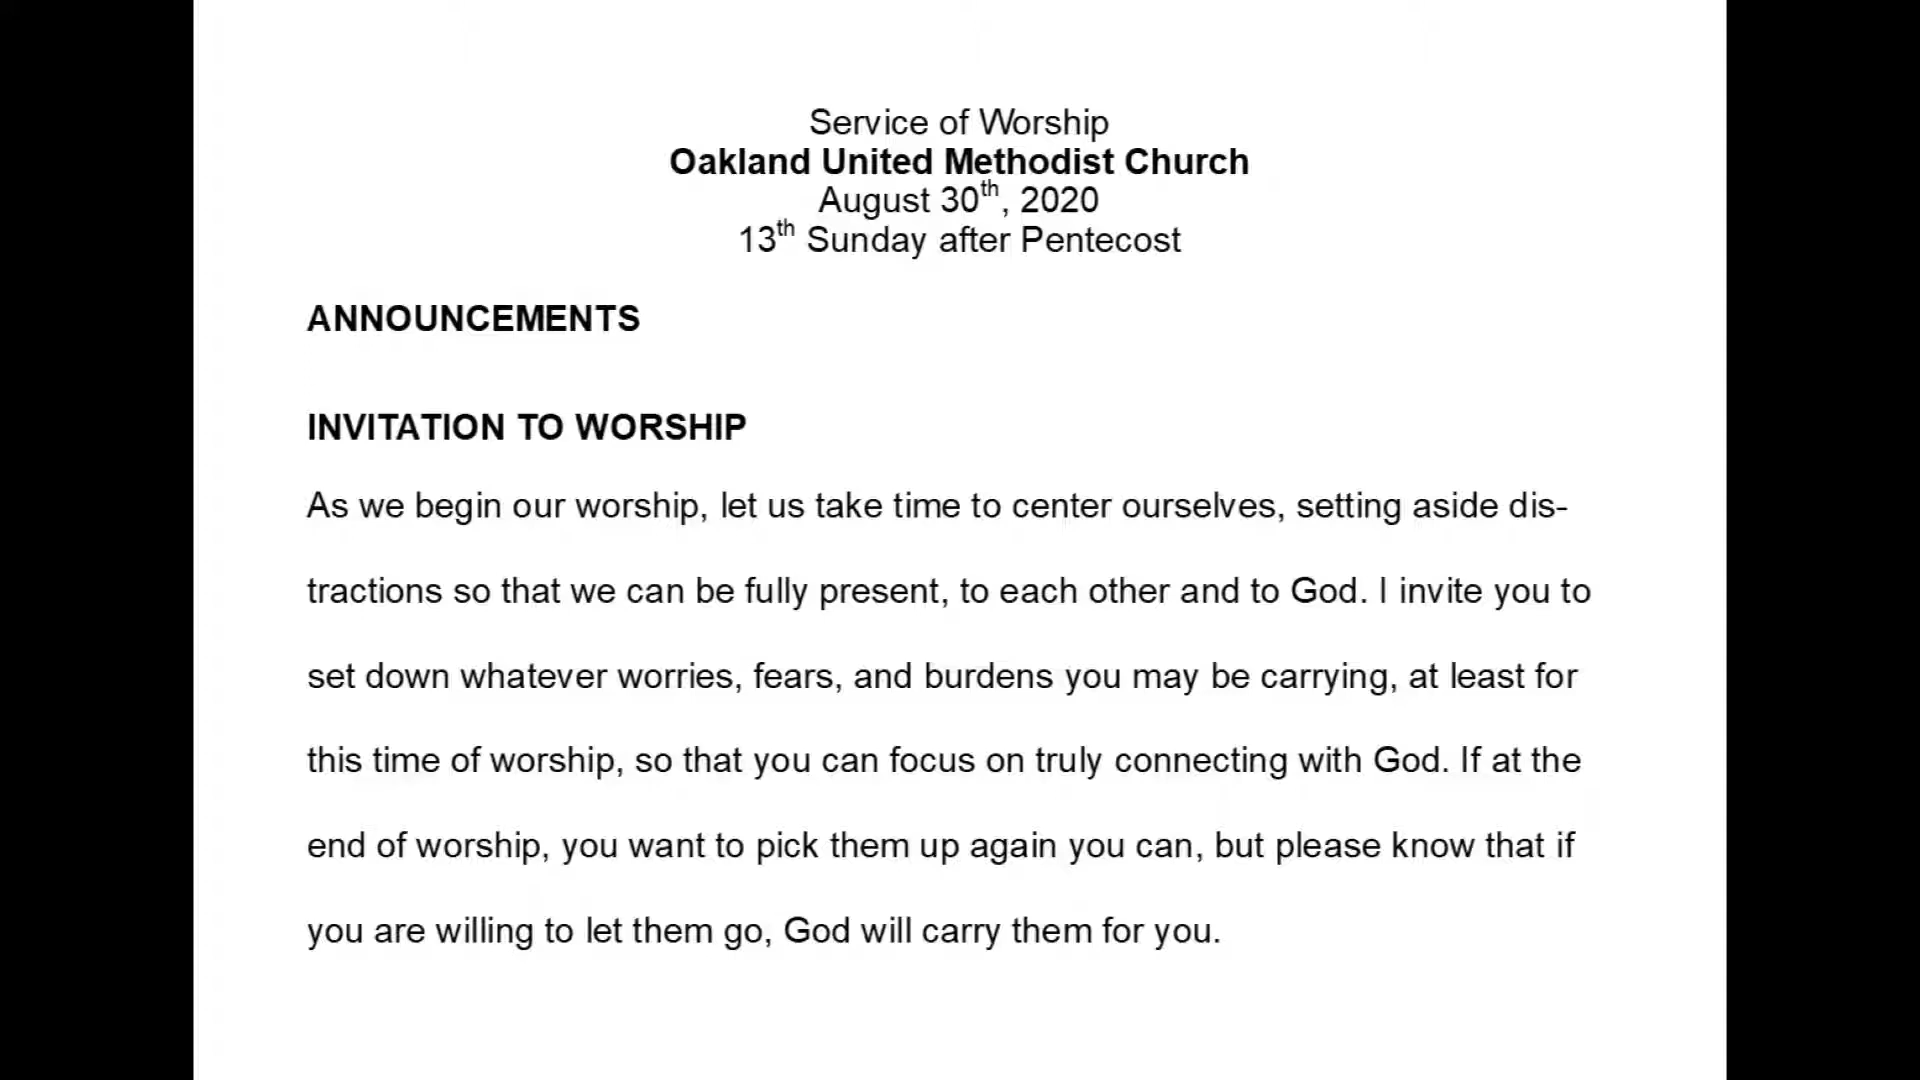 Service of Worship
Oakland United Methodist Church
August 30th, 2020
13th Sunday after Pentecost
ANNOUNCEMENTS
INVITATION TO WORSHIP
As we begin our worship, let us take time to center ourselves, setting aside dis-
tractions so that we can be fully present, to each other and to God. I invite you to
set down whatever worries, fears, and burdens you may be carrying, at least for
this time of worship, so that you can focus on truly connecting with God. If at the
end of worship, you want to pick them up again you can, but please know that if
you are willing to let them go, God will carry them for you.